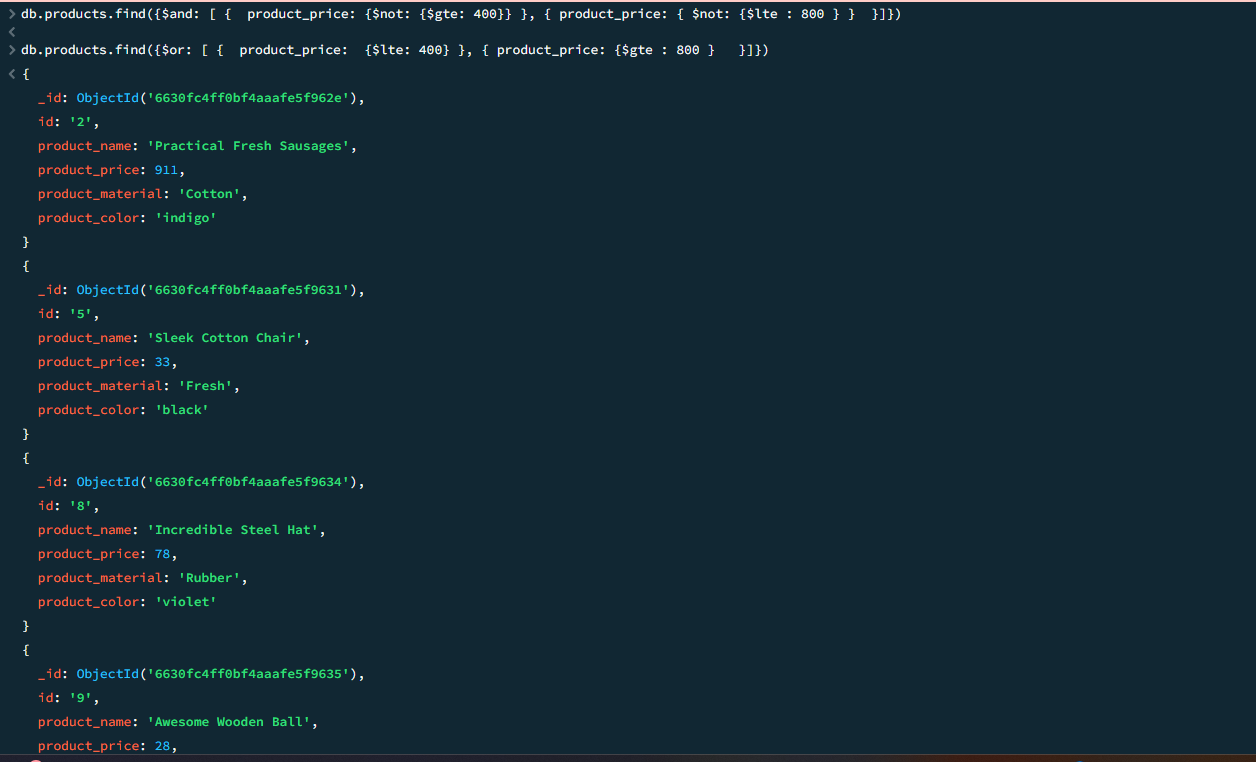 > db.products.find({$and: [ {  product_price: {$not: {$gte: 400}} }, { product_price: { $not: {$lte : 800 } }  }]})
<
> db.products.find({$or: [ {  product_price:  {$lte: 400} }, { product_price: {$gte : 800 }   }]})
< {
  _id: ObjectId('6630fc4ff0bf4aaafe5f962e'),
  id: '2',
  product_name: 'Practical Fresh Sausages',
  product_price: 911,
  product_material: 'Cotton',
  product_color: 'indigo'
}
{
  _id: ObjectId('6630fc4ff0bf4aaafe5f9631'),
  id: '5',
  product_name: 'Sleek Cotton Chair',
  product_price: 33,
  product_material: 'Fresh',
  product_color: 'black'
}
{
  _id: ObjectId('6630fc4ff0bf4aaafe5f9634'),
  id: '8',
  product_name: 'Incredible Steel Hat',
  product_price: 78,
  product_material: 'Rubber',
  product_color: 'violet'
}
{
  _id: ObjectId('6630fc4ff0bf4aaafe5f9635'),
  id: '9',
  product_name: 'Awesome Wooden Ball',
  product_price: 28,